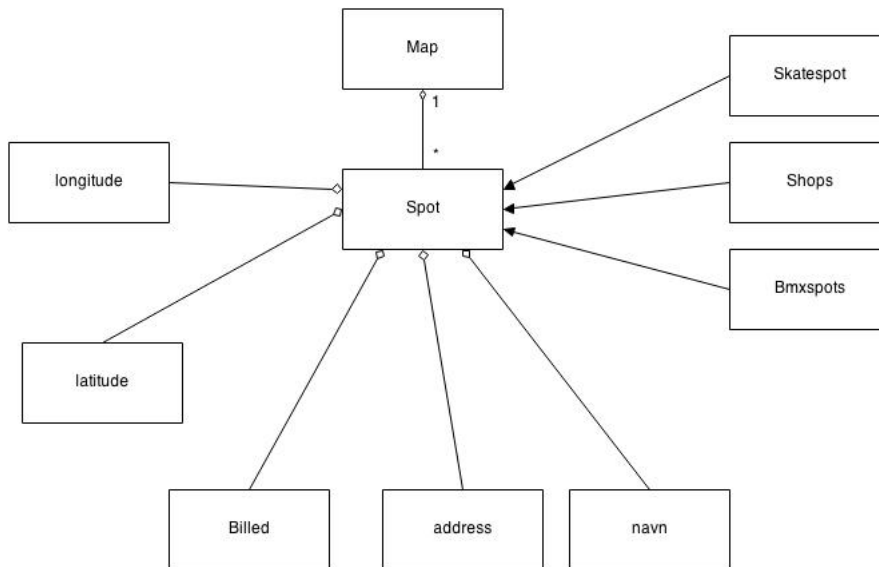 Map
Skatespot
1
longitude
*
Shops
Spot
Bmxspots
latitude
Billed
address
navn